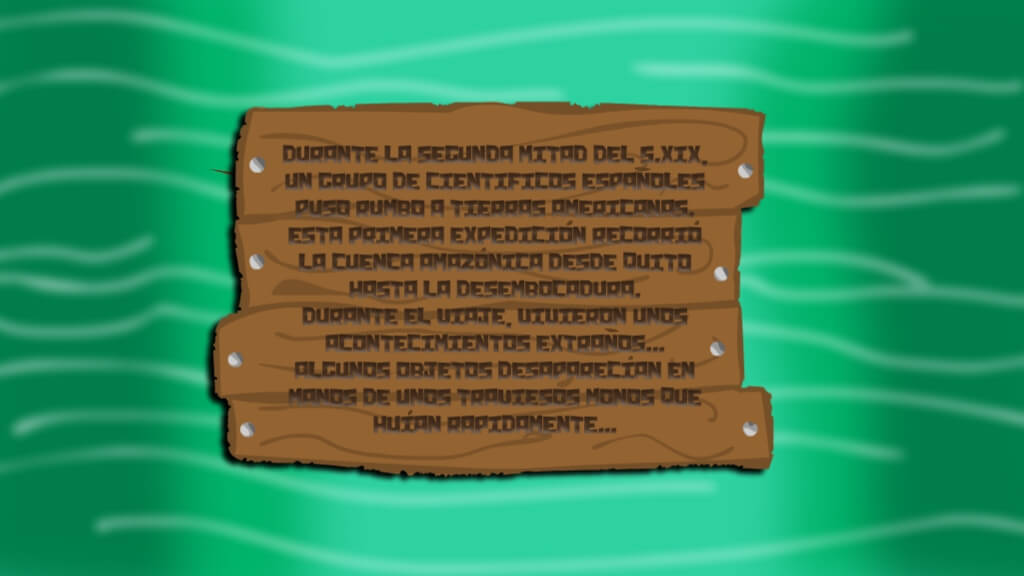 DURANTE LA SEGUNDA MITAD DEL S.XIX,
UN GRUPO DE CIENTIFICOS ESPAÑOLES
PUSO RUMBO A TIERRAS AMERICANAS.
ESTA PRIMERA EXPEDICIÓN RECORRIÓ
LA CUENCA AMAZÓNICA DESDE QUITO
HASTA LA DESEMBOCADURA.
DURANTE EL VIAJE, VIVIERON UNOS
ACONTECIMIENTOS EXTRAÑOS...
ALGUNOS OBJETOS DESAPARECÍAN EN
MANOS DE UNOS TRAVIESOS MONOS QUE
HUÍAN RAPIDAMENTE...